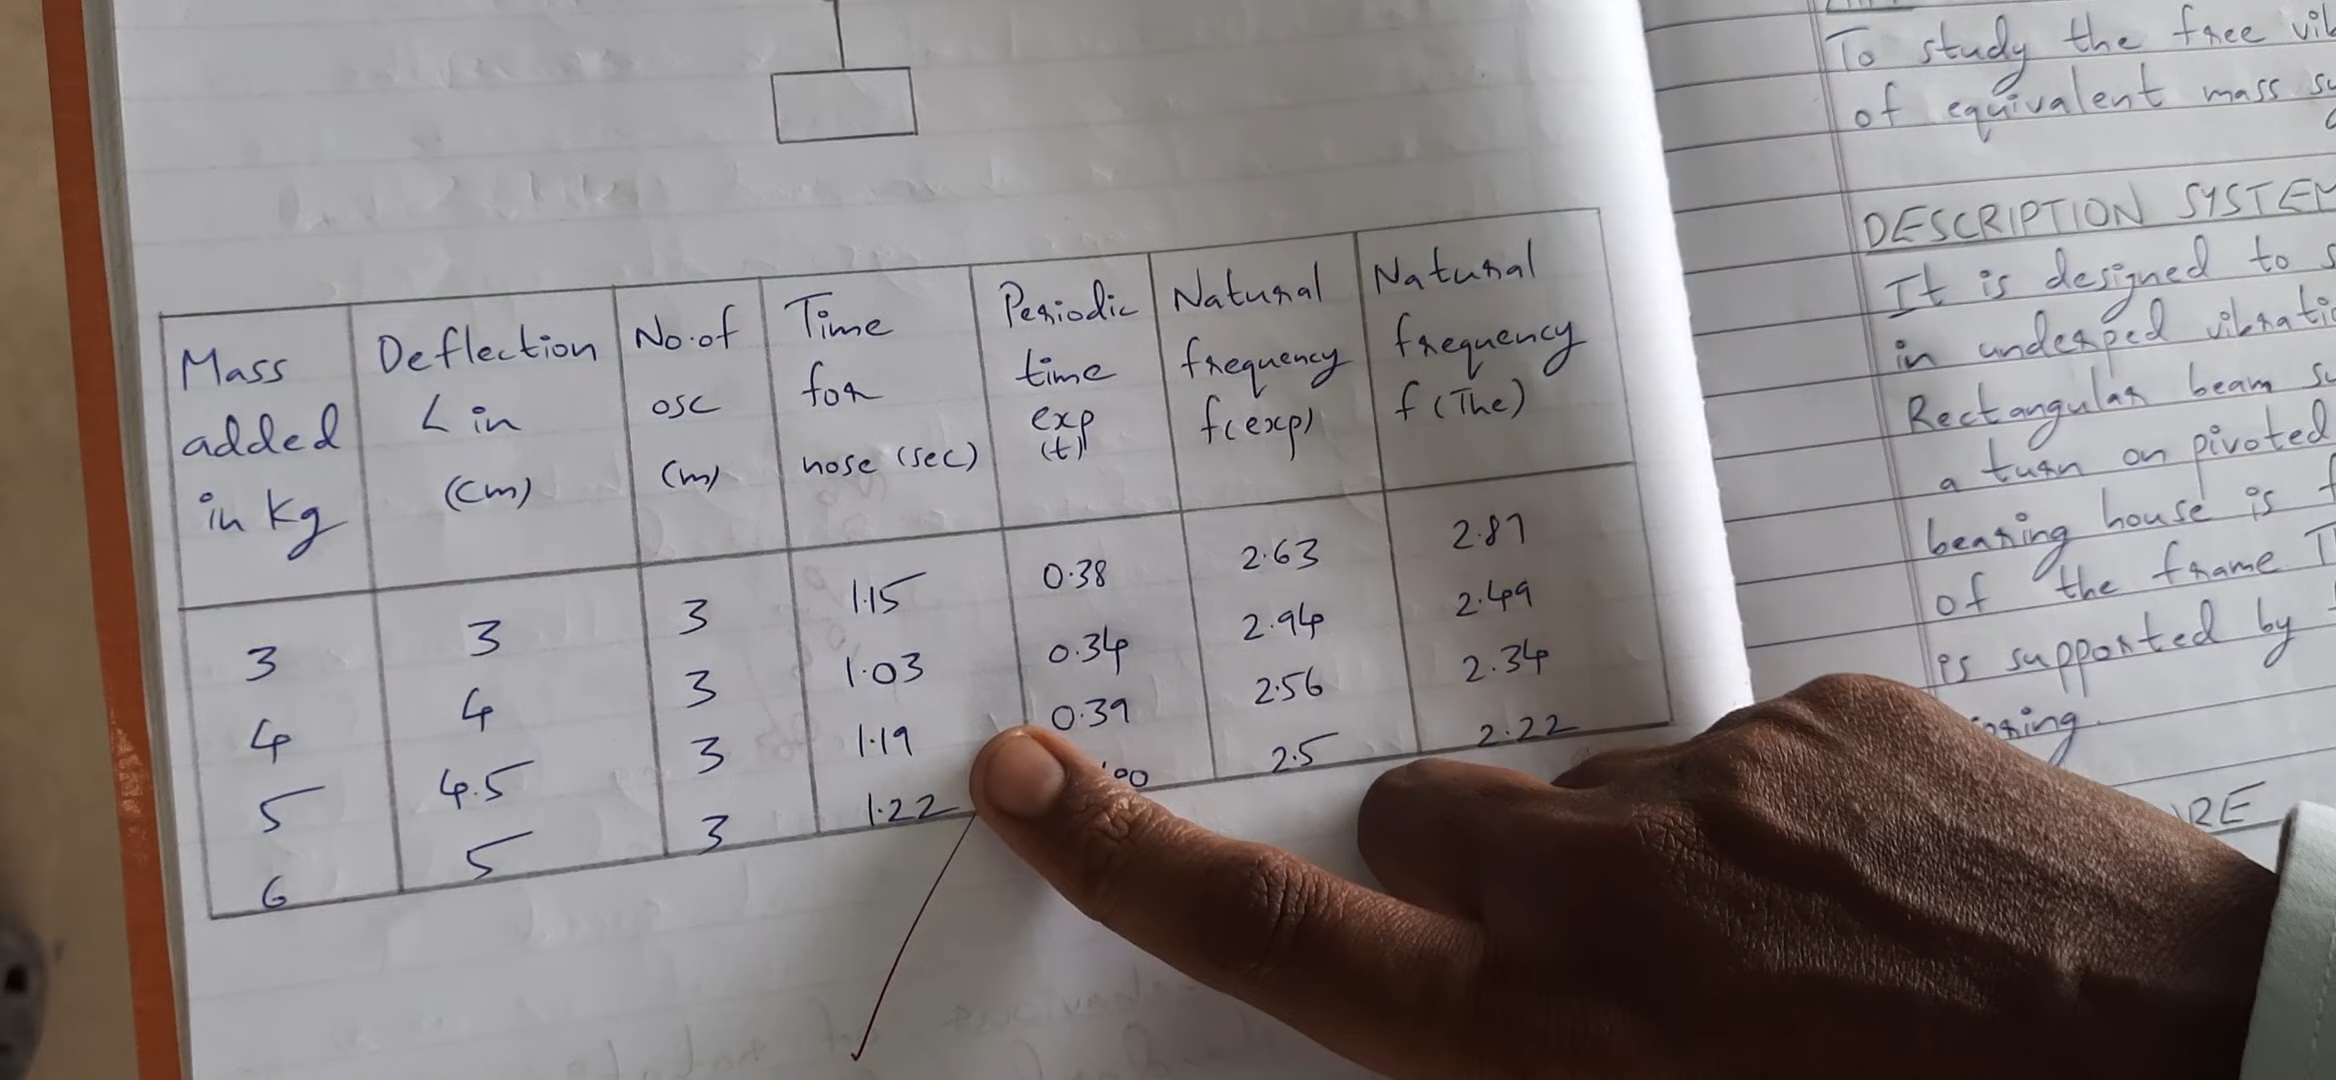 Mass added in kg | Deflection L in (cm) | No.of osc (m) | Time for nose (sec) | Periodic time exp (t) | Natural frequency f(exp) | Natural frequency f (The)
3 | 3 | 3 | 1.15 | 0.38 | 2.63 | 2.87
4 | 4 | 3 | 1.03 | 0.34 | 2.94 | 2.49
5 | 4.5 | 3 | 1.19 | 0.39 | 2.56 | 2.34
6 | 5 | 3 | 1.22 | | 2.5 | 2.22
To study the free
of equivalent mass
DESCRIPTION SYSTEM
It is designed to
in underped
Rectangular beam
a turn on pivoted
bearing house is
of the frame
is supported by